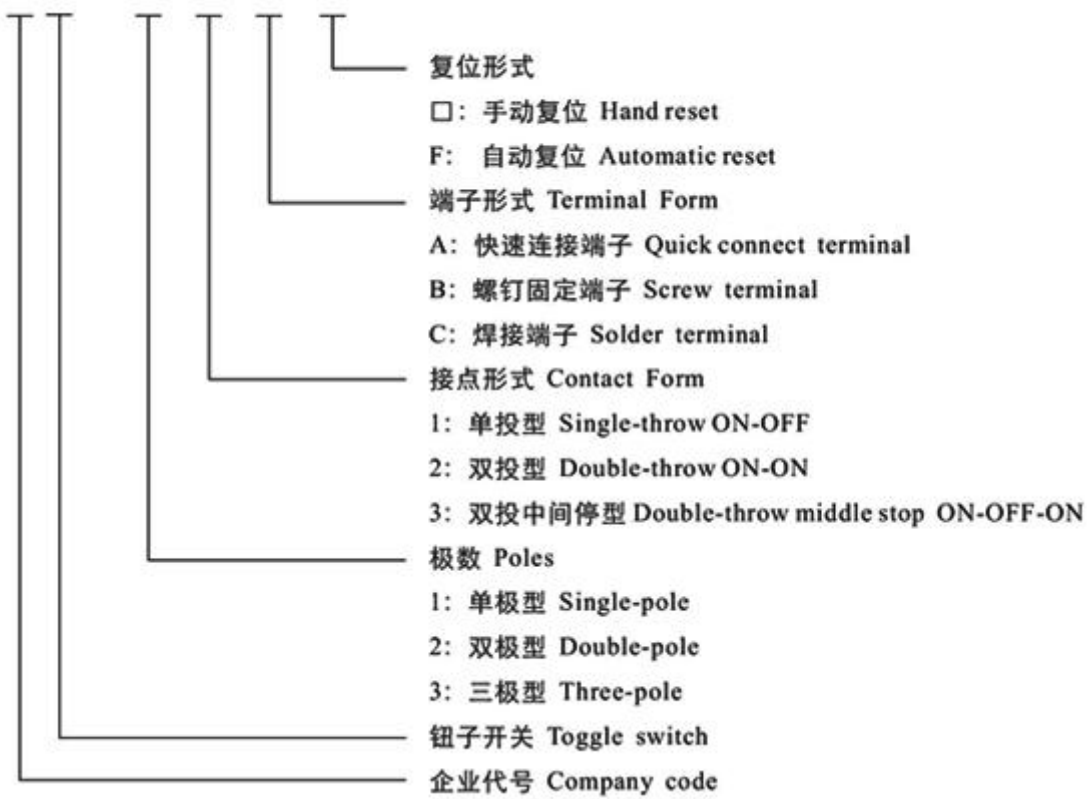 复位形式
□: 手动复位 Hand reset
F: 自动复位 Automatic reset
端子形式 Terminal Form
A: 快速连接端子 Quick connect terminal
B: 螺钉固定端子 Screw terminal
C: 焊接端子 Solder terminal
接点形式 Contact Form
1: 单投型 Single-throw ON-OFF
2: 双投型 Double-throw ON-ON
3: 双投中间停型 Double-throw middle stop ON-OFF-ON
极数 Poles
1: 单极型 Single-pole
2: 双极型 Double-pole
3: 三极型 Three-pole
钮子开关 Toggle switch
企业代号 Company code